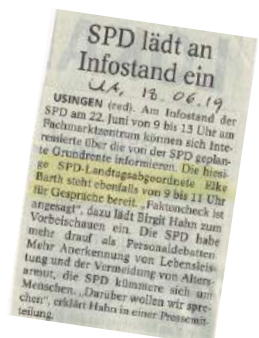 SPD lädt an
Infostand ein
UA, 18.06.19
USINGEN (red). Am Infostand der
SPD am 22. Juni von 9 bis 13 Uhr am
Fachmarktzentrum können sich Inte-
ressierte über die von der SPD geplan-
te Grundrente informieren. Die hiesi-
ge SPD-Landtagsabgeordnete Elke
Barth steht ebenfalls von 9 bis 11 Uhr
für Gespräche bereit. „Faktencheck ist
angesagt", dazu lädt Birgit Hahn zum
Vorbeischauen ein. Die SPD habe
mehr drauf als Personaldebatten.
Mehr Anerkennung von Lebensleis-
tung und der Vermeidung von Alters-
armut, die SPD kümmere sich um
Menschen. „Darüber wollen wir spre-
chen", erklärt Hahn in einer Pressemit-
teilung.